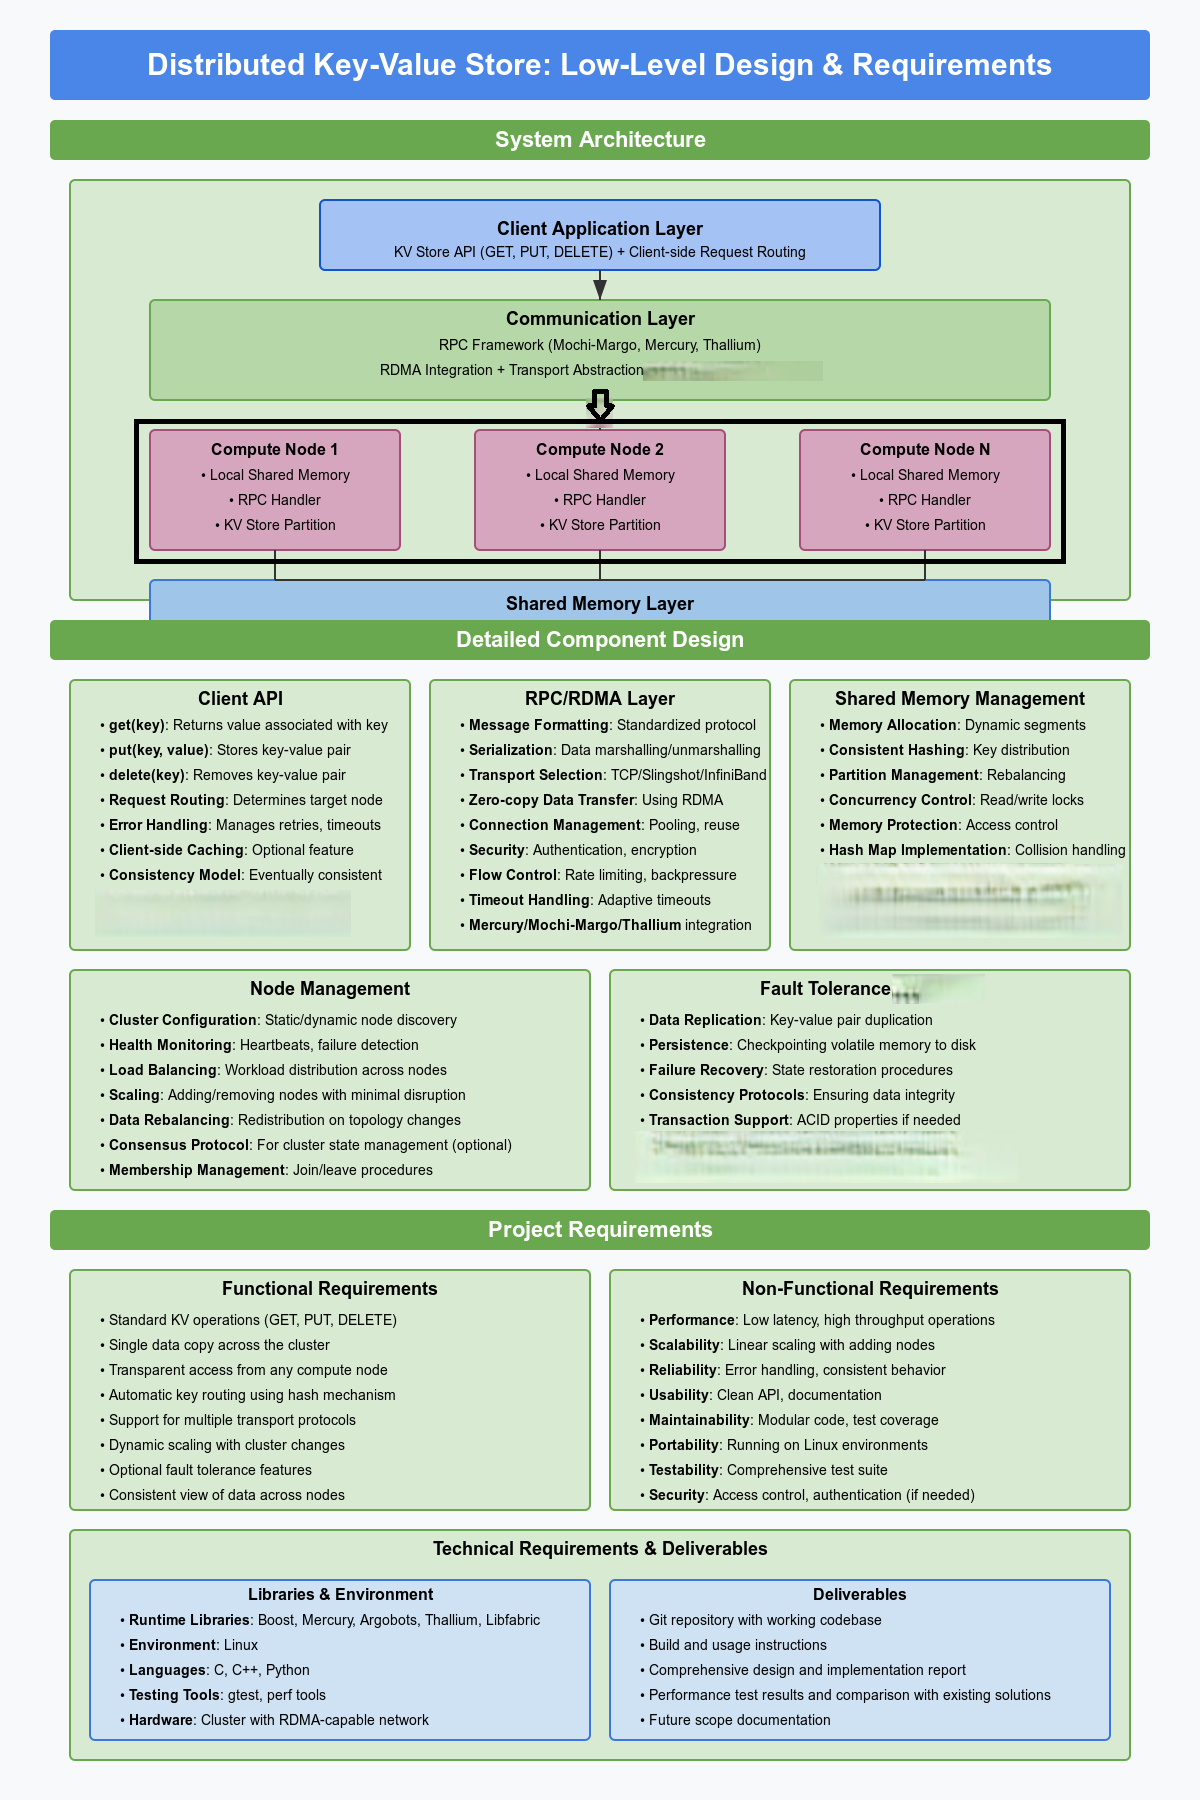 Distributed Key-Value Store: Low-Level Design & Requirements
System Architecture
Client Application Layer
KV Store API (GET, PUT, DELETE) + Client-side Request Routing
Communication Layer
RPC Framework (Mochi-Margo, Mercury, Thallium)
RDMA Integration + Transport Abstraction
Compute Node 1
• Local Shared Memory
• RPC Handler
• KV Store Partition
Compute Node 2
• Local Shared Memory
• RPC Handler
• KV Store Partition
Compute Node N
• Local Shared Memory
• RPC Handler
• KV Store Partition
Shared Memory Layer
Detailed Component Design
Client API
• get(key): Returns value associated with key
• put(key, value): Stores key-value pair
• delete(key): Removes key-value pair
• Request Routing: Determines target node
• Error Handling: Manages retries, timeouts
• Client-side Caching: Optional feature
• Consistency Model: Eventually consistent
RPC/RDMA Layer
• Message Formatting: Standardized protocol
• Serialization: Data marshalling/unmarshalling
• Transport Selection: TCP/Slingshot/InfiniBand
• Zero-copy Data Transfer: Using RDMA
• Connection Management: Pooling, reuse
• Security: Authentication, encryption
• Flow Control: Rate limiting, backpressure
• Timeout Handling: Adaptive timeouts
• Mercury/Mochi-Margo/Thallium integration
Shared Memory Management
• Memory Allocation: Dynamic segments
• Consistent Hashing: Key distribution
• Partition Management: Rebalancing
• Concurrency Control: Read/write locks
• Memory Protection: Access control
• Hash Map Implementation: Collision handling
Node Management
• Cluster Configuration: Static/dynamic node discovery
• Health Monitoring: Heartbeats, failure detection
• Load Balancing: Workload distribution across nodes
• Scaling: Adding/removing nodes with minimal disruption
• Data Rebalancing: Redistribution on topology changes
• Consensus Protocol: For cluster state management (optional)
• Membership Management: Join/leave procedures
Fault Tolerance
• Data Replication: Key-value pair duplication
• Persistence: Checkpointing volatile memory to disk
• Failure Recovery: State restoration procedures
• Consistency Protocols: Ensuring data integrity
• Transaction Support: ACID properties if needed
Project Requirements
Functional Requirements
• Standard KV operations (GET, PUT, DELETE)
• Single data copy across the cluster
• Transparent access from any compute node
• Automatic key routing using hash mechanism
• Support for multiple transport protocols
• Dynamic scaling with cluster changes
• Optional fault tolerance features
• Consistent view of data across nodes
Non-Functional Requirements
• Performance: Low latency, high throughput operations
• Scalability: Linear scaling with adding nodes
• Reliability: Error handling, consistent behavior
• Usability: Clean API, documentation
• Maintainability: Modular code, test coverage
• Portability: Running on Linux environments
• Testability: Comprehensive test suite
• Security: Access control, authentication (if needed)
Technical Requirements & Deliverables
Libraries & Environment
• Runtime Libraries: Boost, Mercury, Argobots, Thallium, Libfabric
• Environment: Linux
• Languages: C, C++, Python
• Testing Tools: gtest, perf tools
• Hardware: Cluster with RDMA-capable network
Deliverables
• Git repository with working codebase
• Build and usage instructions
• Comprehensive design and implementation report
• Performance test results and comparison with existing solutions
• Future scope documentation